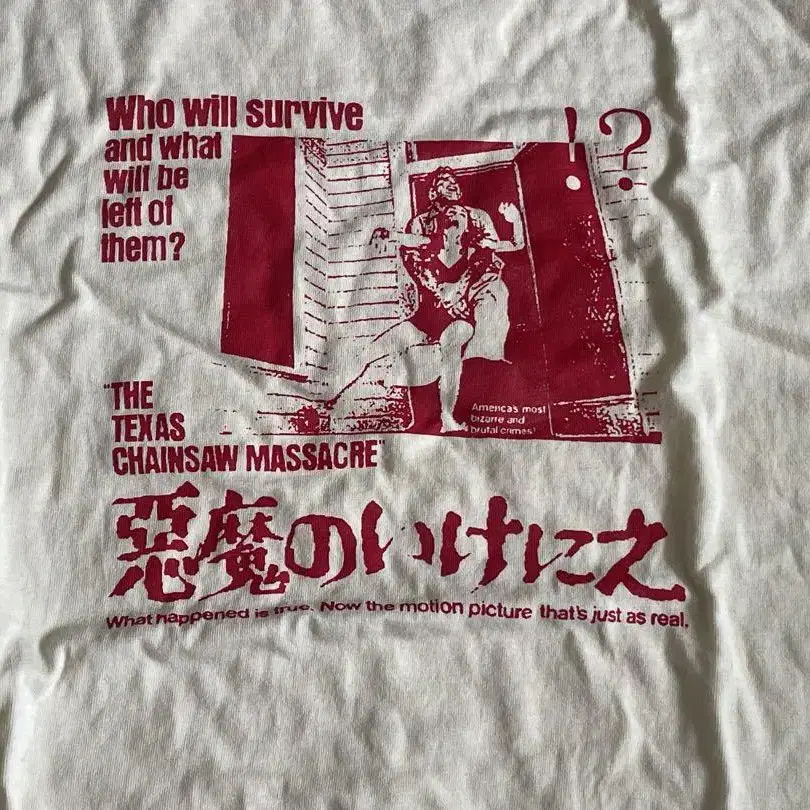 Who will survive
and what
will be
left of
them?
!?
America's most
bizarre and
brutal crimes!
"THE
TEXAS
CHAINSAW MASSACRE"
惡魔のいけにえ
What happened is true. Now the motion picture that's just as real.